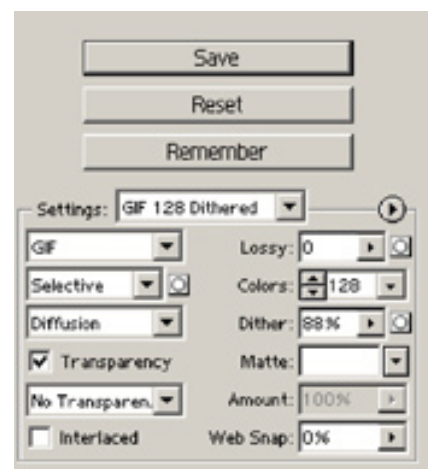 Save
Reset
Remember
Settings: GIF 128 Dithered
GIF Lossy: 0
Selective Colors: 128
Diffusion Dither: 88%
Transparency Matte:
No Transparen. Amount: 100%
Interlaced Web Snap: 0%